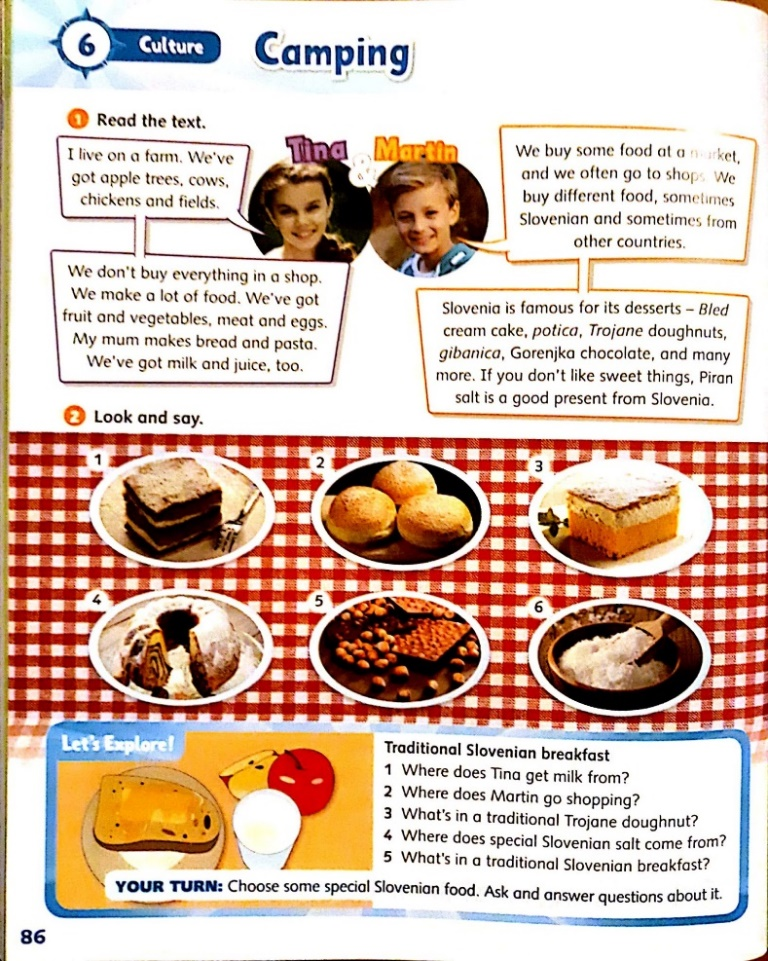 6 Culture Camping
1 Read the text.
Tina & Martin
I live on a farm. We've
got apple trees, cows,
chickens and fields.
We don't buy everything in a shop.
We make a lot of food. We've got
fruit and vegetables, meat and eggs.
My mum makes bread and pasta.
We've got milk and juice, too.
We buy some food at a market,
and we often go to shops. We
buy different food, sometimes
Slovenian and sometimes from
other countries.
Slovenia is famous for its desserts – Bled
cream cake, potica, Trojane doughnuts,
gibanica, Gorenjka chocolate, and many
more. If you don't like sweet things, Piran
salt is a good present from Slovenia.
2 Look and say.
1
2
3
4
5
6
Let's Explore!
Traditional Slovenian breakfast
1 Where does Tina get milk from?
2 Where does Martin go shopping?
3 What's in a traditional Trojane doughnut?
4 Where does special Slovenian salt come from?
5 What's in a traditional Slovenian breakfast?
YOUR TURN: Choose some special Slovenian food. Ask and answer questions about it.
86